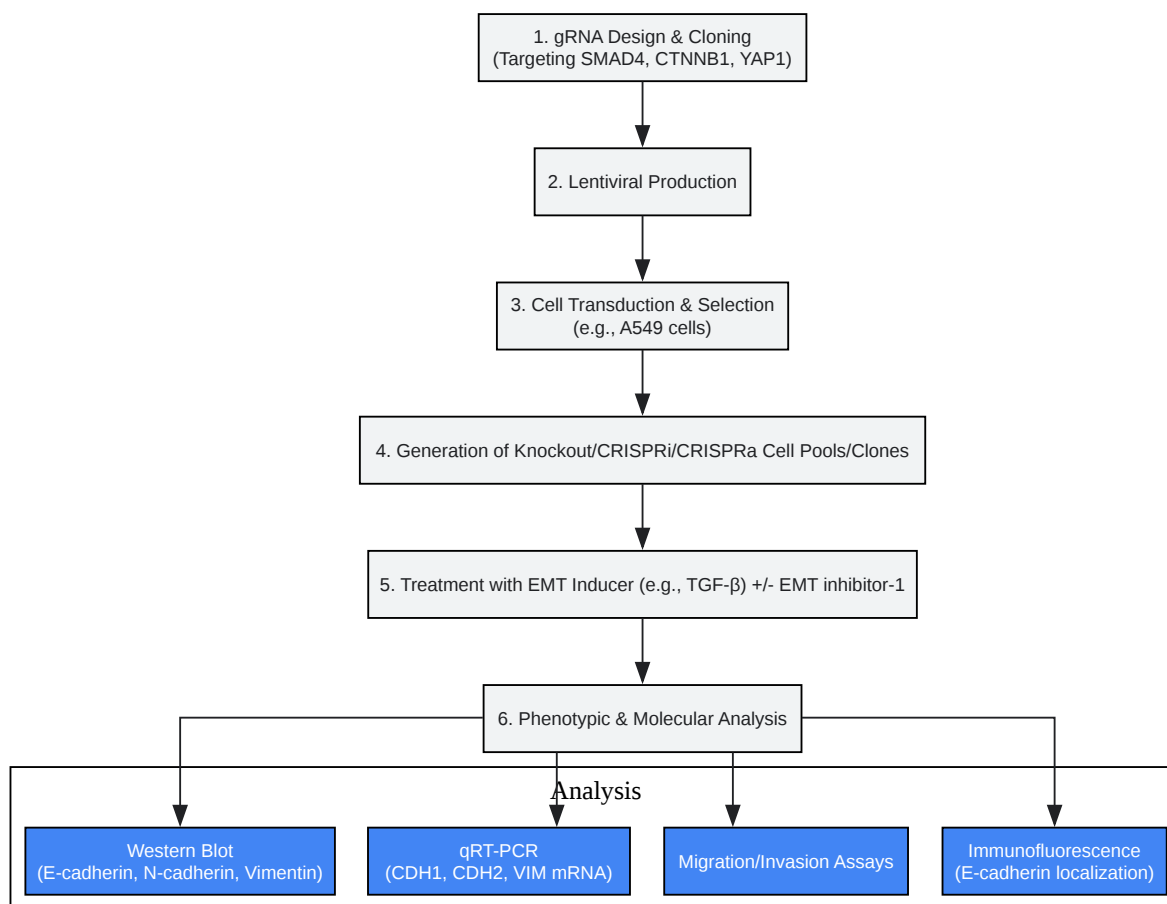 1. gRNA Design & Cloning
(Targeting SMAD4, CTNNB1, YAP1)
2. Lentiviral Production
3. Cell Transduction & Selection
(e.g., A549 cells)
4. Generation of Knockout/CRISPRi/CRISPRa Cell Pools/Clones
5. Treatment with EMT Inducer (e.g., TGF-β) +/- EMT inhibitor-1
6. Phenotypic & Molecular Analysis
Analysis
Western Blot
(E-cadherin, N-cadherin, Vimentin)
qRT-PCR
(CDH1, CDH2, VIM mRNA)
Migration/Invasion Assays
Immunofluorescence
(E-cadherin localization)